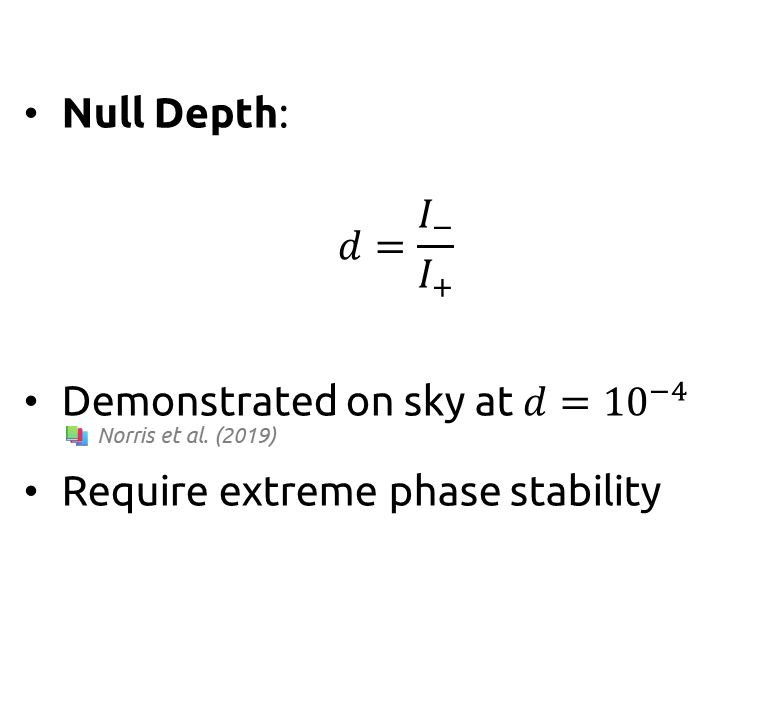 • Null Depth:
d = I₋ / I₊
• Demonstrated on sky at d = 10⁻⁴
Norris et al. (2019)
• Require extreme phase stability